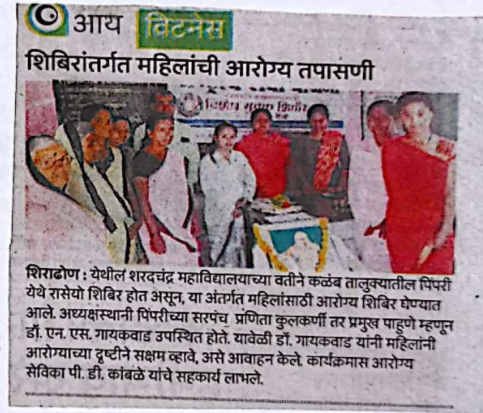 आय विटनेस
शिबिरांतर्गत महिलांची आरोग्य तपासणी
विशेष युवक शिबीर
शिराढोण : येथील शरदचंद्र महाविद्यालयाच्या वतीने कळंब तालुक्यातील पिंपरी
येथे रासेयो शिबिर होत असून, या अंतर्गत महिलांसाठी आरोग्य शिबिर घेण्यात
आले. अध्यक्षस्थानी पिंपरीच्या सरपंच प्रणिता कुलकर्णी तर प्रमुख पाहुणे म्हणून
डॉ. एन. एस. गायकवाड उपस्थित होते. यावेळी डॉ. गायकवाड यांनी महिलांनी
आरोग्याच्या दृष्टीने सक्षम व्हावे, असे आवाहन केले. कार्यक्रमास आरोग्य
सेविका पी. डी. कांबळे यांचे सहकार्य लाभले.